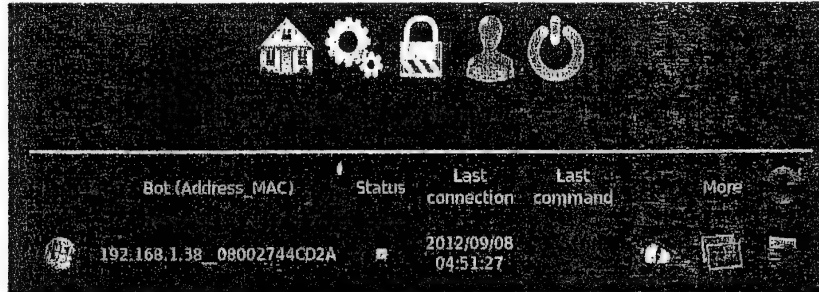 Bot (Address_MAC) Status Last connection Last command More
192.168.1.38__08002744CD2A 2012/09/08 04:51:27